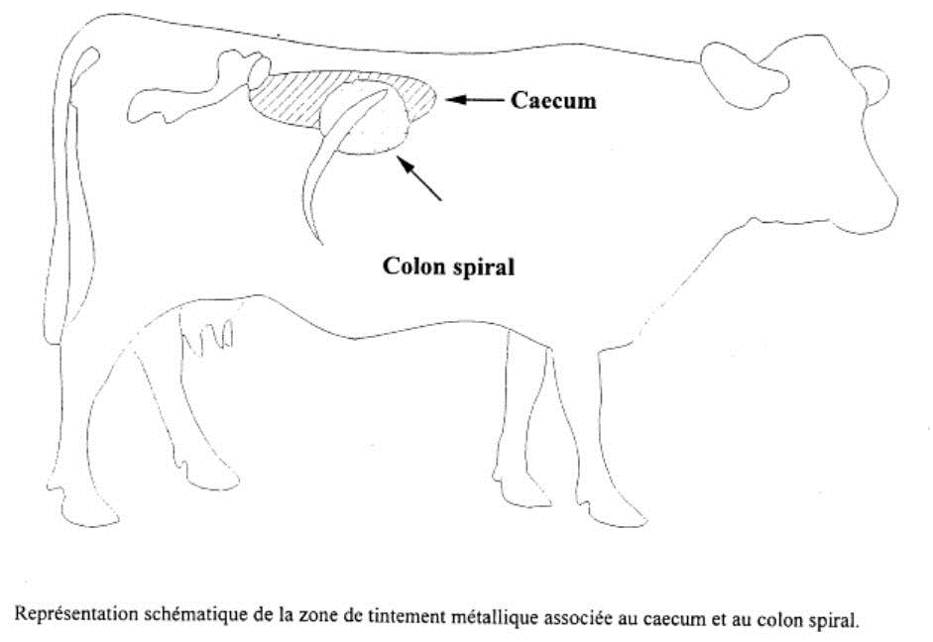 Caecum
Colon spiral
Représentation schématique de la zone de tintement métallique associée au caecum et au colon spiral.